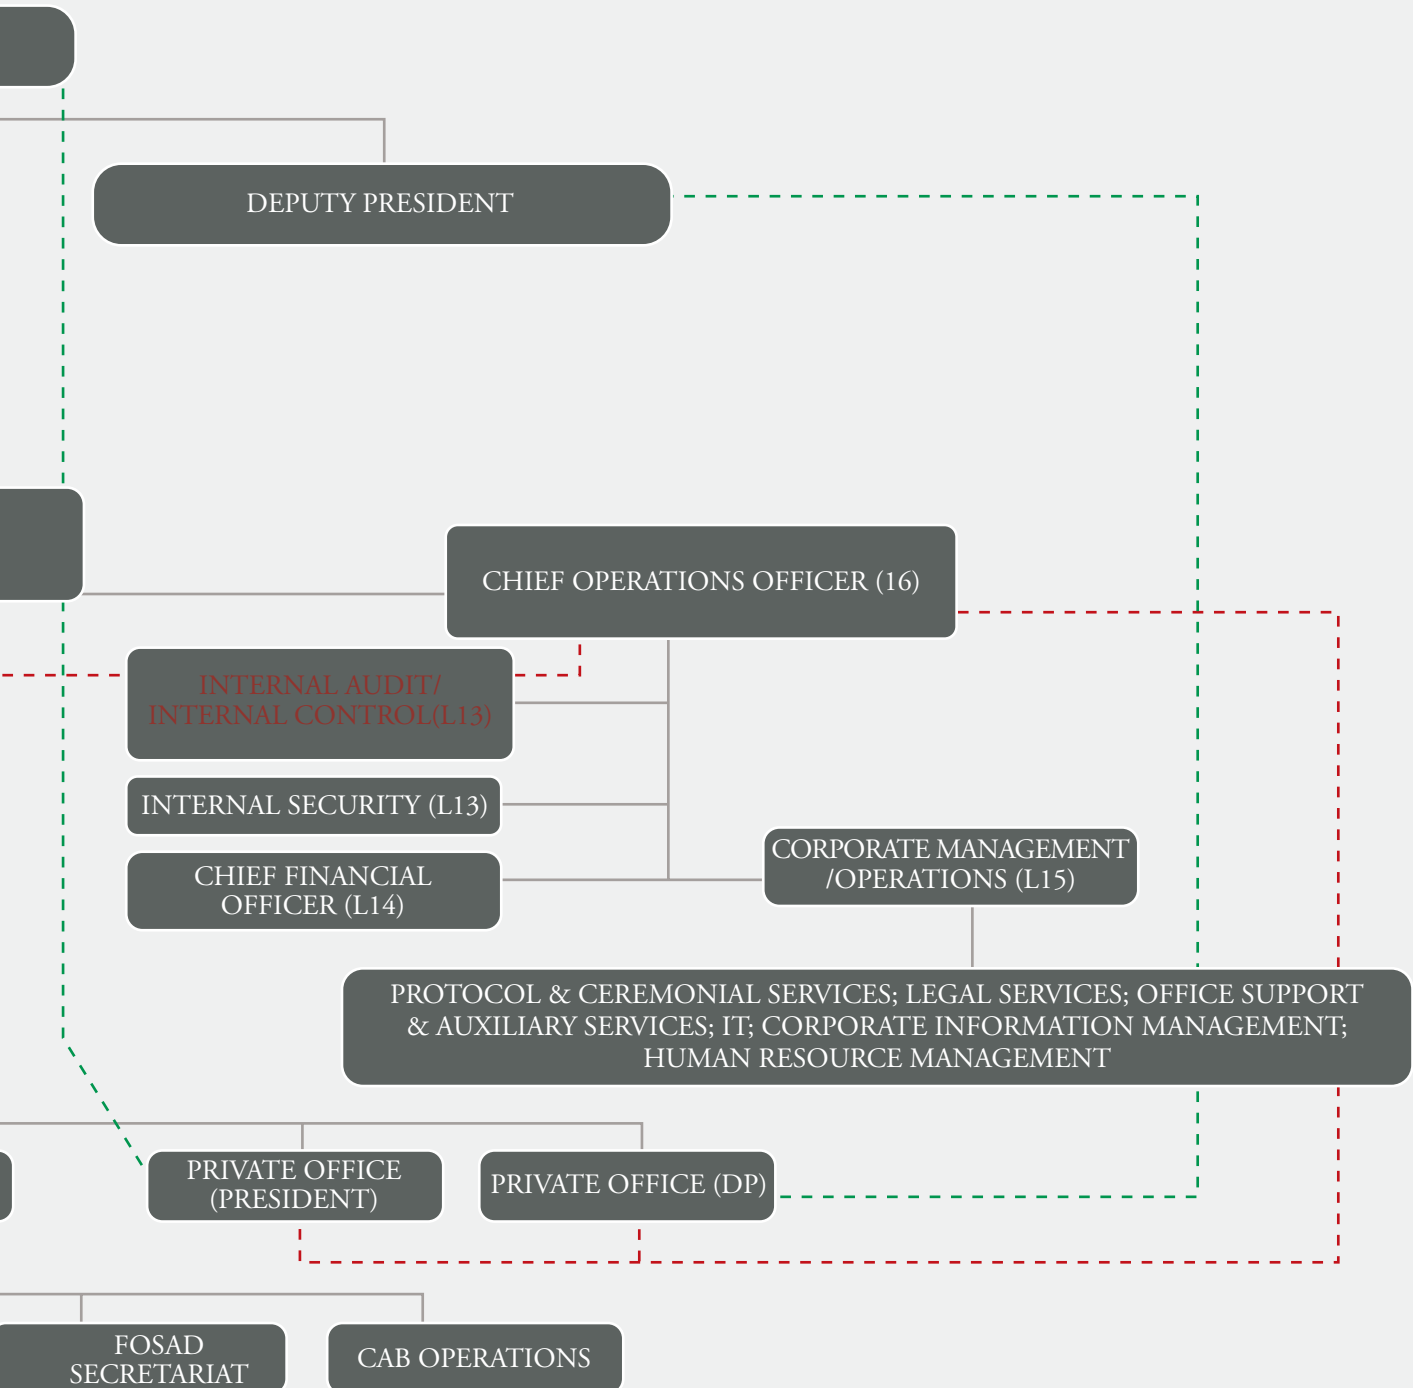 DEPUTY PRESIDENT
CHIEF OPERATIONS OFFICER (16)
INTERNAL AUDIT/
INTERNAL CONTROL(L13)
INTERNAL SECURITY (L13)
CHIEF FINANCIAL
OFFICER (L14)
CORPORATE MANAGEMENT
/OPERATIONS (L15)
PROTOCOL & CEREMONIAL SERVICES; LEGAL SERVICES; OFFICE SUPPORT
& AUXILIARY SERVICES; IT; CORPORATE INFORMATION MANAGEMENT;
HUMAN RESOURCE MANAGEMENT
PRIVATE OFFICE
(PRESIDENT)
PRIVATE OFFICE (DP)
FOSAD
SECRETARIAT
CAB OPERATIONS